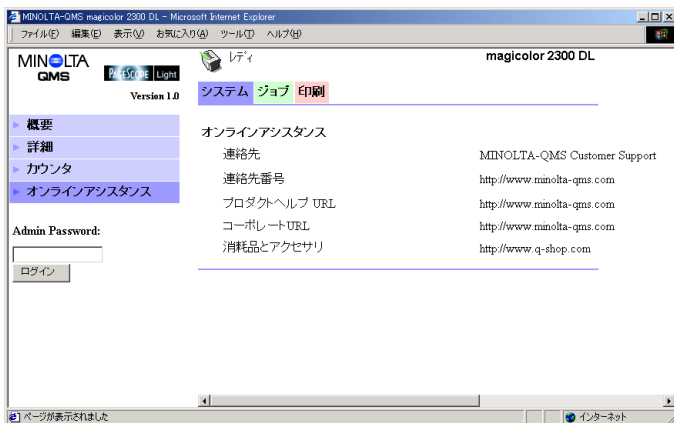 MINOLTA-QMS magicolor 2300 DL - Microsoft Internet Explorer
ファイル(F) 編集(E) 表示(V) お気に入り(A) ツール(T) ヘルプ(H)
MINOLTA
QMS
PAGESCOPE Light
Version 1.0
レディ
magicolor 2300 DL
システム ジョブ 印刷
概要
詳細
カウンタ
オンラインアシスタンス
Admin Password:
ログイン
オンラインアシスタンス
連絡先 MINOLTA-QMS Customer Support
連絡先番号 http://www.minolta-qms.com
プロダクトヘルプ URL http://www.minolta-qms.com
コーポレートURL http://www.minolta-qms.com
消耗品とアクセサリ http://www.q-shop.com
ページが表示されました
インターネット